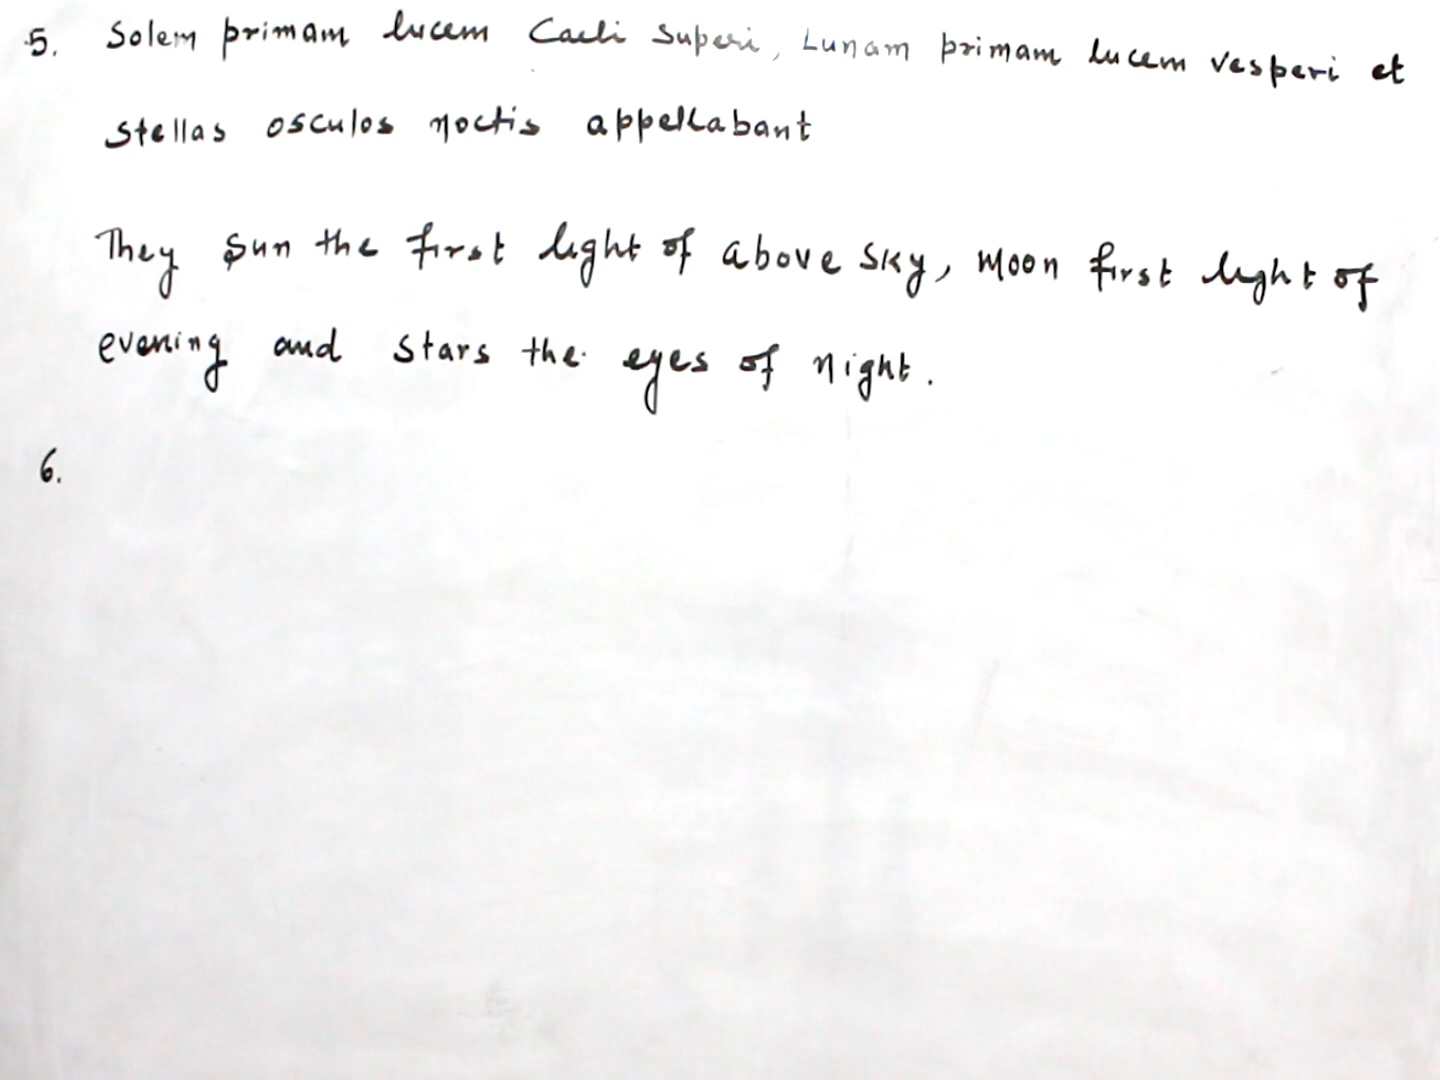 5. Solem primam lucem Caeli superi, Lunam primam lucem vesperi et
stellas osculos noctis appellabant
They sun the first light of above sky, moon first light of
evening and stars the eyes of night.
6.